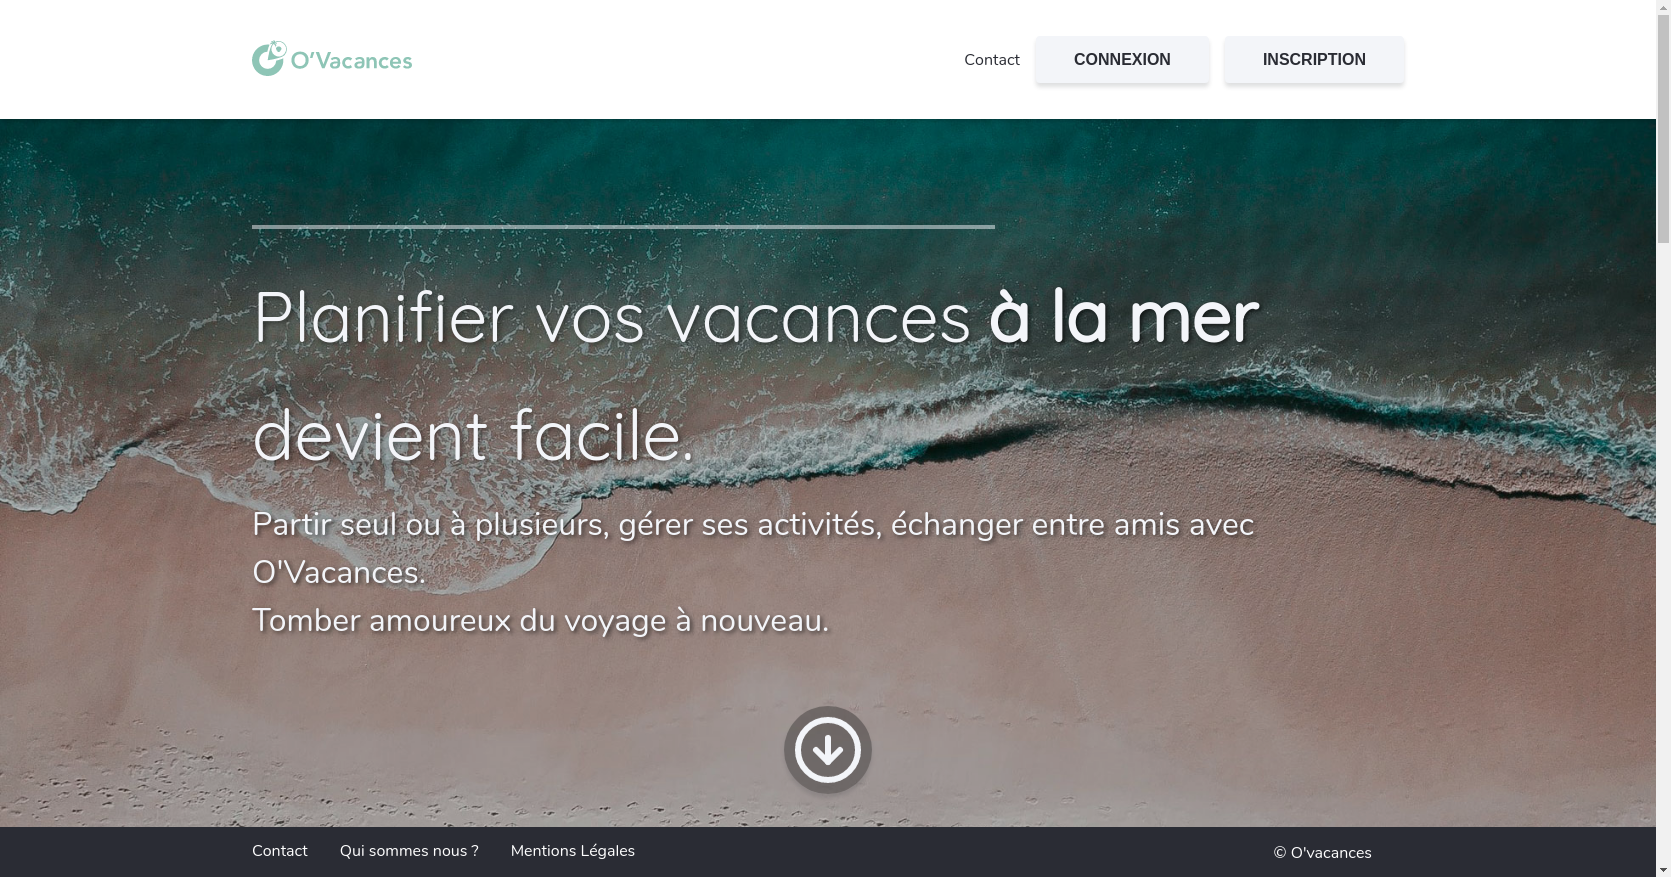 O'Vacances
Contact
CONNEXION
INSCRIPTION
Planifier vos vacances à la mer
devient facile.
Partir seul ou à plusieurs, gérer ses activités, échanger entre amis avec
O'Vacances.
Tomber amoureux du voyage à nouveau.
Contact
Qui sommes nous ?
Mentions Légales
© O'vacances